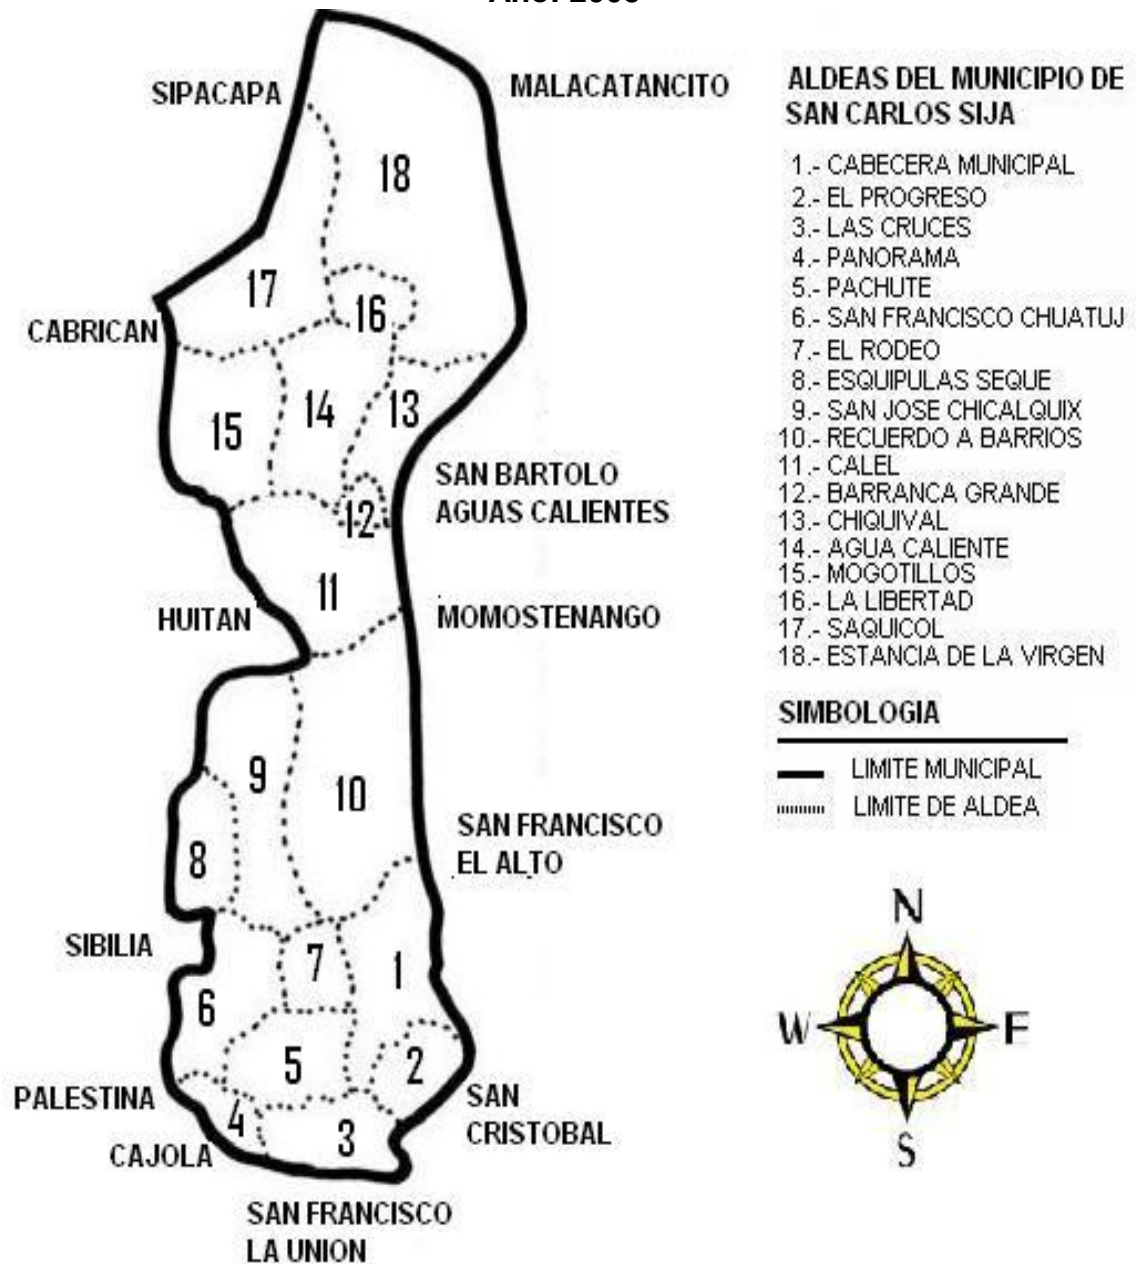 SIPACAPA
MALACATANCITO
18
17
16
CABRICAN
15
14
13
SAN BARTOLO
AGUAS CALIENTES
12
11
HUITAN
MOMOSTENANGO
9
10
8
SAN FRANCISCO
EL ALTO
SIBILIA
7
1
6
5
2
PALESTINA
4
3
SAN
CRISTOBAL
CAJOLA
SAN FRANCISCO
LA UNION
ALDEAS DEL MUNICIPIO DE
SAN CARLOS SIJA
1.- CABECERA MUNICIPAL
2.- EL PROGRESO
3.- LAS CRUCES
4.- PANORAMA
5.- PACHUTE
6.- SAN FRANCISCO CHUATUJ
7.- EL RODEO
8.- ESQUIPULAS SEQUE
9.- SAN JOSE CHICALQUIX
10.- RECUERDO A BARRIOS
11.- CALEL
12.- BARRANCA GRANDE
13.- CHIQUIVAL
14.- AGUA CALIENTE
15.- MOGOTILLOS
16.- LA LIBERTAD
17.- SAQUICOL
18.- ESTANCIA DE LA VIRGEN
SIMBOLOGIA
LIMITE MUNICIPAL
LIMITE DE ALDEA
N
W E
S